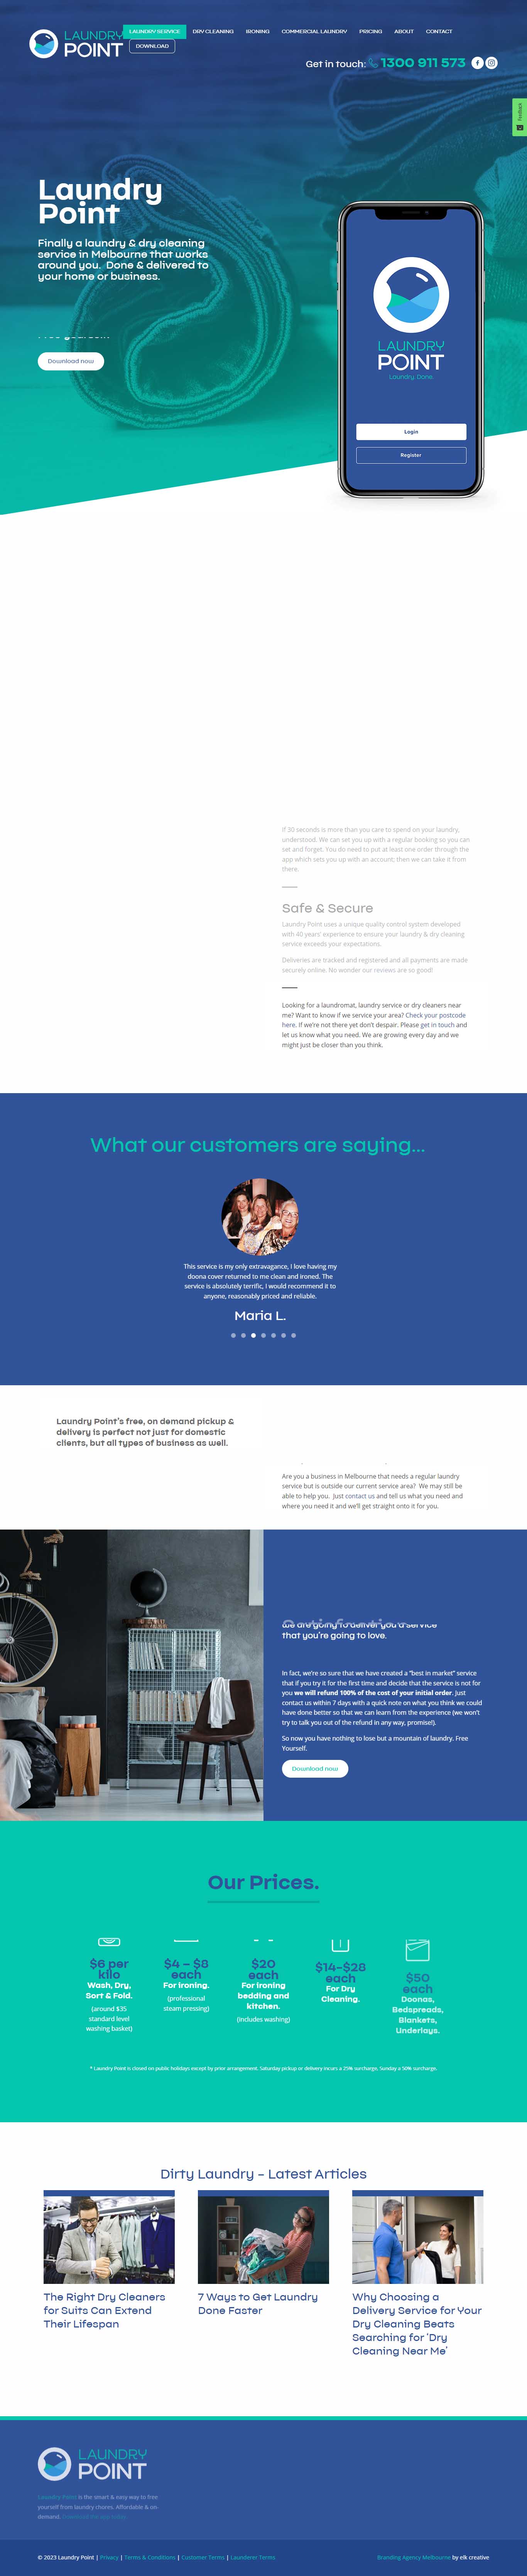 LAUNDRY
POINT
LAUNDRY SERVICE
DRY CLEANING
IRONING
COMMERCIAL LAUNDRY
PRICING
ABOUT
CONTACT
DOWNLOAD
Get in touch: 1300 911 573
Feedback
Laundry
Point
Finally a laundry & dry cleaning
service in Melbourne that works
around you. Done & delivered to
your home or business.
Download now
LAUNDRY
POINT
Laundry. Done.
Login
Register
If 30 seconds is more than you care to spend on your laundry,
understood. We can set you up with a regular booking so you can
set and forget. You do need to put at least one order through the
app which sets you up with an account; then we can take it from
there.
Safe & Secure
Laundry Point uses a unique quality control system developed
with 40 years' experience to ensure your laundry & dry cleaning
service exceeds your expectations.
Deliveries are tracked and registered and all payments are made
securely online. No wonder our reviews are so good!
Looking for a laundromat, laundry service or dry cleaners near
me? Want to know if we service your area? Check your postcode
here. If we're not there yet don't despair. Please get in touch and
let us know what you need. We are growing every day and we
might just be closer than you think.
What our customers are saying...
This service is my only extravagance, I love having my
doona cover returned to me clean and ironed. The
service is absolutely terrific, I would recommend it to
anyone, reasonably priced and reliable.
Maria L.
Laundry Point's free, on demand pickup &
delivery is perfect not just for domestic
clients, but all types of business as well.
Are you a business in Melbourne that needs a regular laundry
service but is outside our current service area? We may still be
able to help you. Just contact us and tell us what you need and
where you need it and we'll get straight onto it for you.
we are going to deliver you a service
that you're going to love.
In fact, we're so sure that we have created a "best in market" service
that if you try it for the first time and decide that the service is not for
you we will refund 100% of the cost of your initial order. Just
contact us within 7 days with a quick note on what you think we could
have done better so that we can learn from the experience (we won't
try to talk you out of the refund in any way, promise!).
So now you have nothing to lose but a mountain of laundry. Free
Yourself.
Download now
Our Prices.
$6 per
kilo
Wash, Dry,
Sort & Fold.
(around $35
standard level
washing basket)
$4 – $8
each
For ironing.
(professional
steam pressing)
$20
each
For ironing
bedding and
kitchen.
(includes washing)
$14-$28
each
For Dry
Cleaning.
$50
each
Doonas,
Bedspreads,
Blankets,
Underlays.
* Laundry Point is closed on public holidays except by prior arrangement. Saturday pickup or delivery incurs a 25% surcharge, Sunday a 50% surcharge.
Dirty Laundry – Latest Articles
The Right Dry Cleaners
for Suits Can Extend
Their Lifespan
7 Ways to Get Laundry
Done Faster
Why Choosing a
Delivery Service for Your
Dry Cleaning Beats
Searching for 'Dry
Cleaning Near Me'
LAUNDRY
POINT
Laundry Point is the smart & easy way to free
yourself from laundry chores. Affordable & on-
demand.
© 2023 Laundry Point | Privacy | Terms & Conditions | Customer Terms | Launderer Terms
Branding Agency Melbourne by elk creative